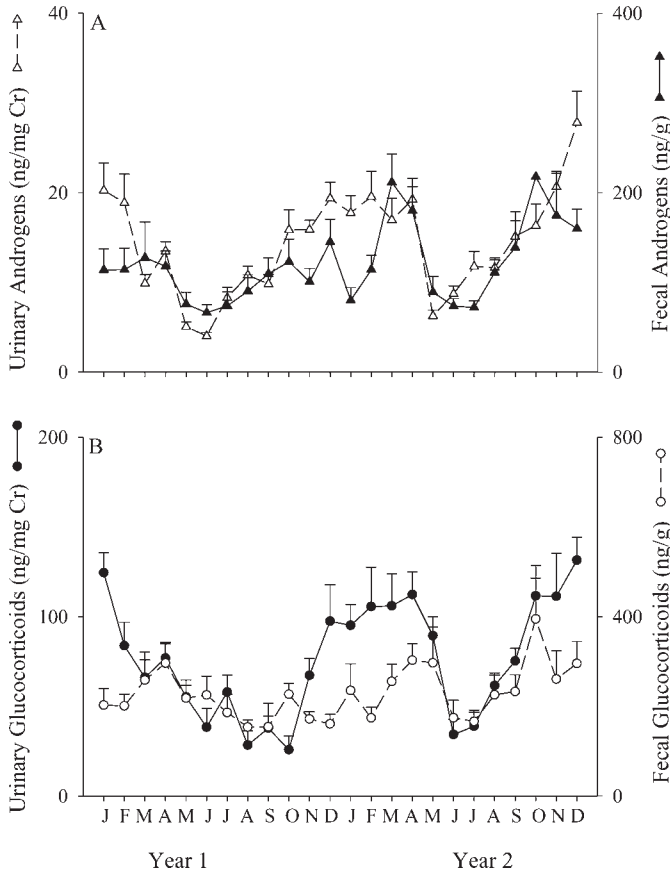 A
Urinary Androgens (ng/mg Cr)
40
20
0
400
200
0
Fecal Androgens (ng/g)
B
Urinary Glucocorticoids (ng/mg Cr)
200
100
0
800
400
0
Fecal Glucocorticoids (ng/g)
J F M A M J J A S O N D J F M A M J J A S O N D
Year 1 Year 2